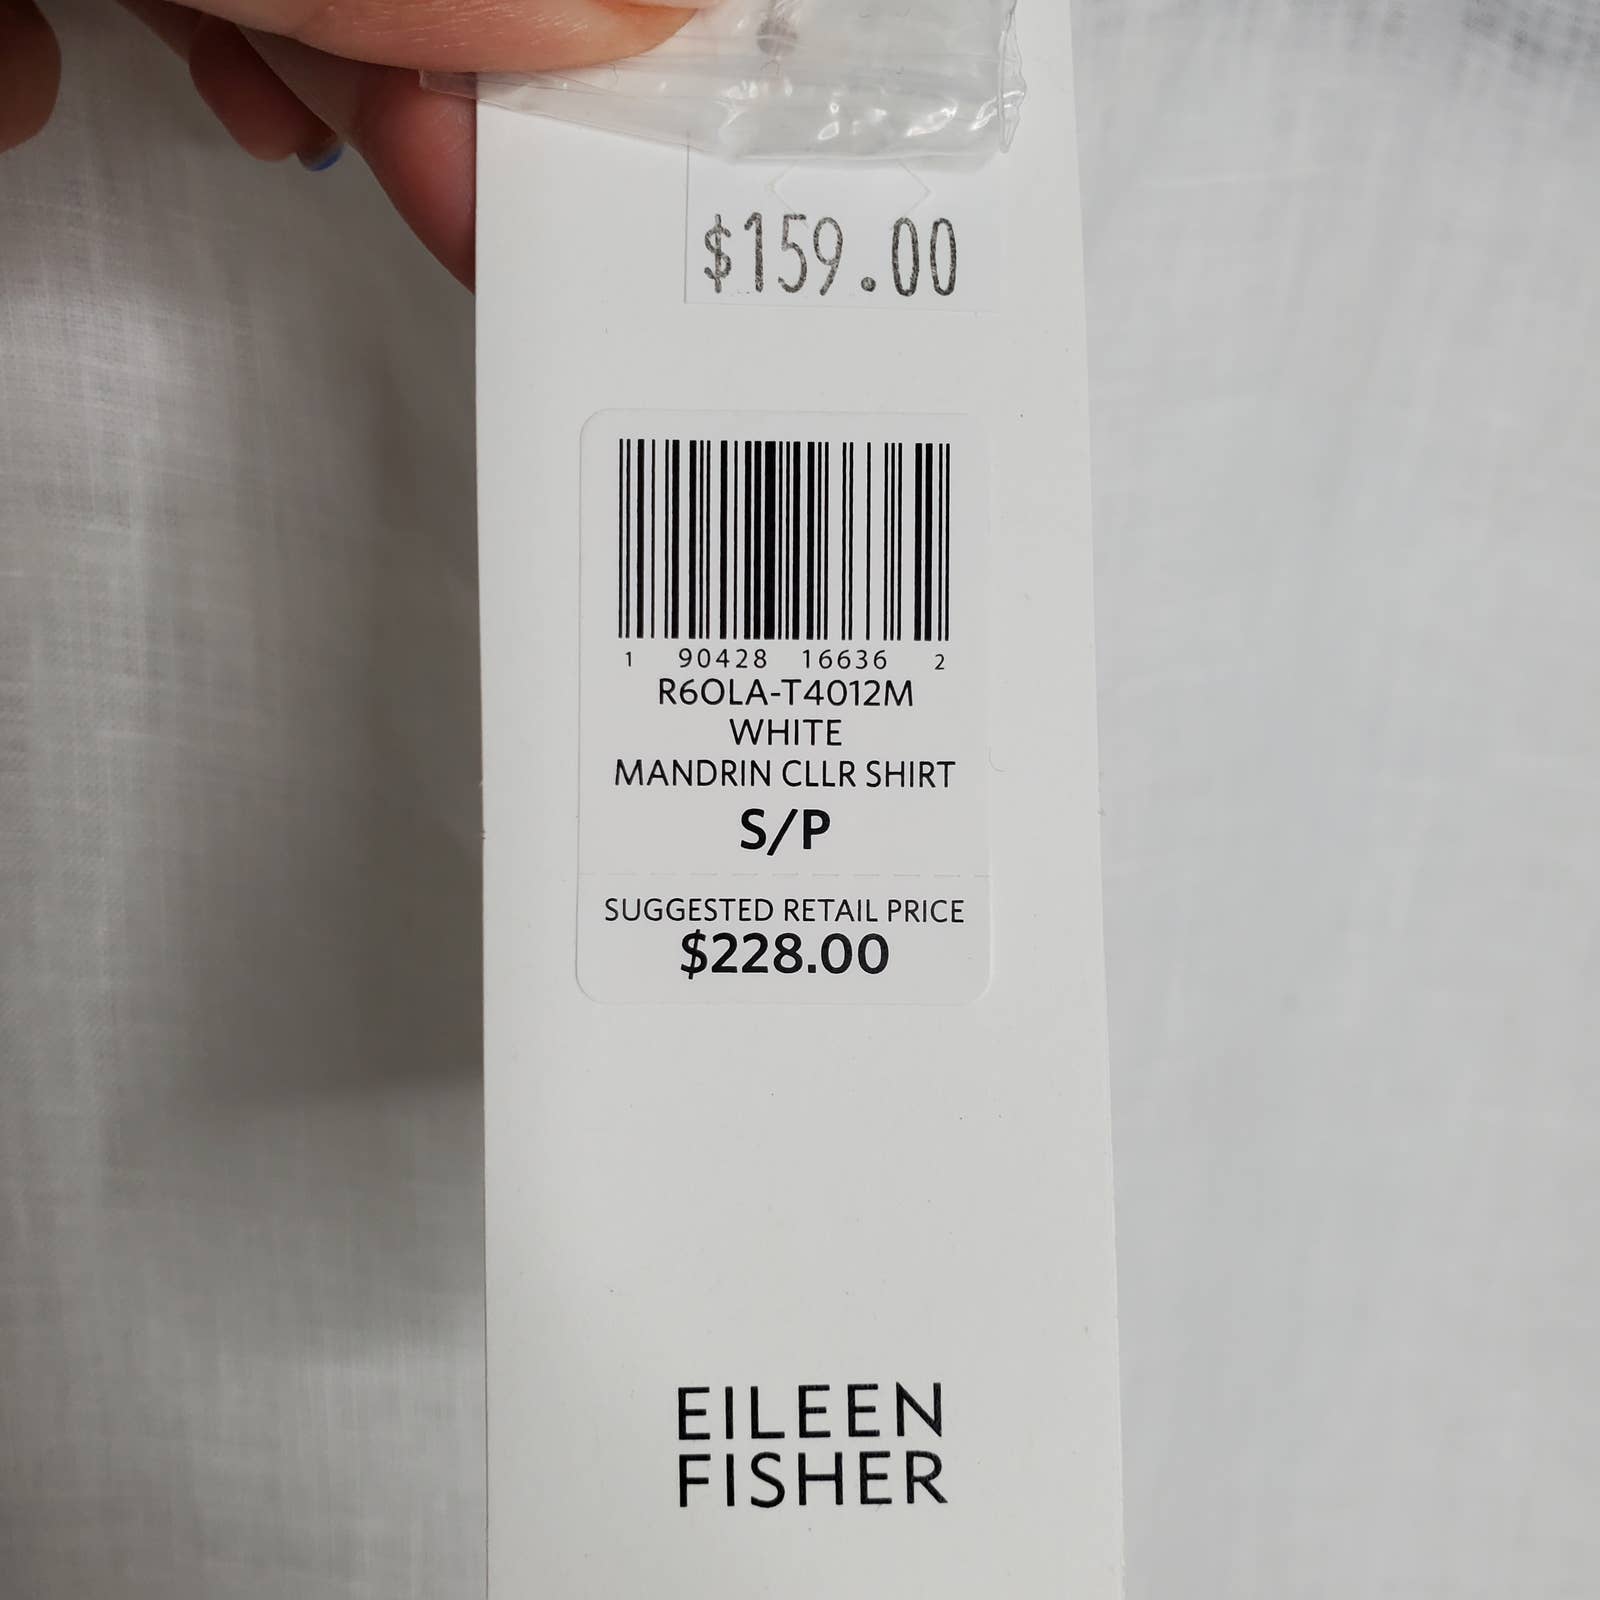 $159.00
1 90428 16636 2
R6OLA-T4012M
WHITE
MANDRIN CLLR SHIRT
S/P
SUGGESTED RETAIL PRICE
$228.00
EILEEN
FISHER